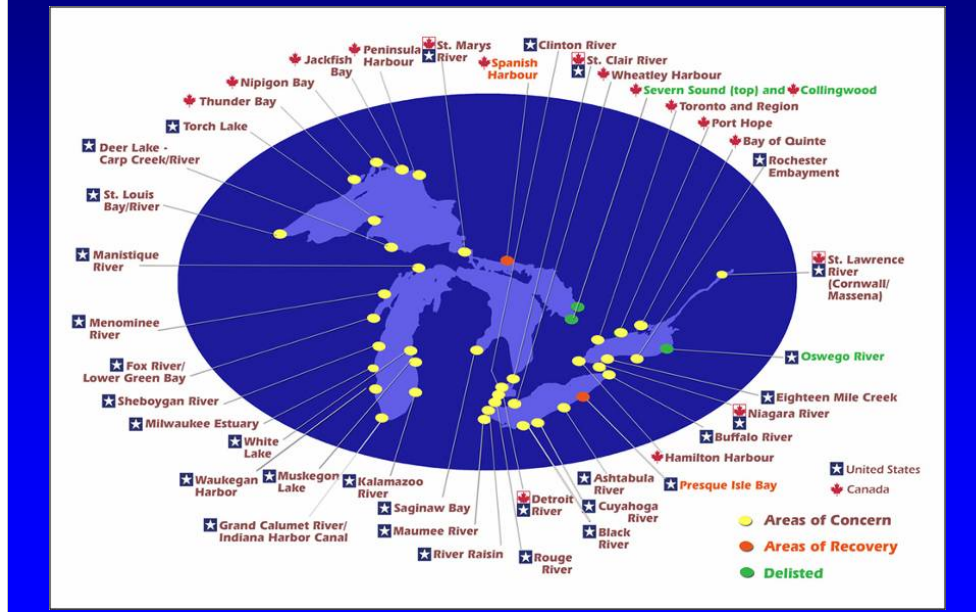 Peninsula
Harbour
Jackfish
Bay
Nipigon Bay
Thunder Bay
Torch Lake
Deer Lake -
Carp Creek/River
St. Louis
Bay/River
Manistique
River
Menominee
River
Fox River/
Lower Green Bay
Sheboygan River
Milwaukee Estuary
White
Lake
Waukegan
Harbor
Muskegon
Lake
Grand Calumet River/
Indiana Harbor Canal
Kalamazoo
River
Saginaw Bay
Maumee River
River Raisin
Detroit
River
Rouge
River
St. Marys
River
Spanish
Harbour
Clinton River
St. Clair River
Wheatley Harbour
Severn Sound (top) and Collingwood
Toronto and Region
Port Hope
Bay of Quinte
Rochester
Embayment
St. Lawrence
River
(Cornwall/
Massena)
Oswego River
Eighteen Mile Creek
Niagara River
Buffalo River
Hamilton Harbour
Presque Isle Bay
Ashtabula
River
Cuyahoga
River
Black
River
United States
Canada
Areas of Concern
Areas of Recovery
Delisted